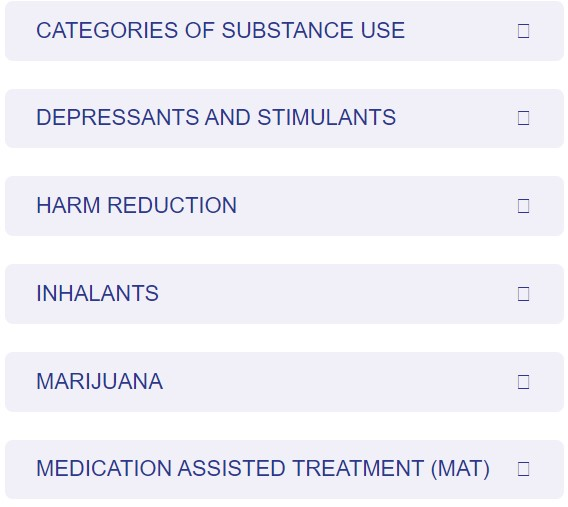 CATEGORIES OF SUBSTANCE USE
DEPRESSANTS AND STIMULANTS
HARM REDUCTION
INHALANTS
MARIJUANA
MEDICATION ASSISTED TREATMENT (MAT)